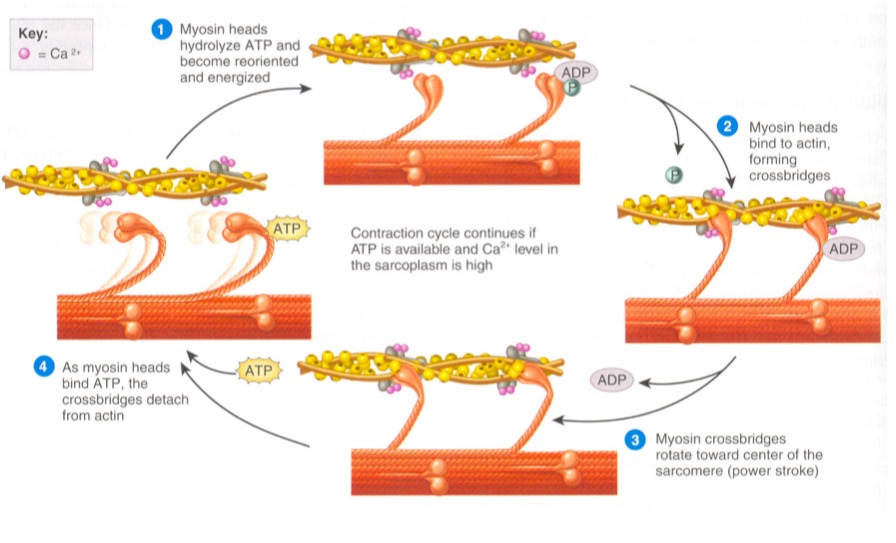 Key:
= Ca 2+
1 Myosin heads
hydrolyze ATP and
become reoriented
and energized
ADP
P
2 Myosin heads
bind to actin,
forming
crossbridges
P
ATP
Contraction cycle continues if
ATP is available and Ca2+ level in
the sarcoplasm is high
ADP
4 As myosin heads
bind ATP, the
crossbridges detach
from actin
ATP
ADP
3 Myosin crossbridges
rotate toward center of the
sarcomere (power stroke)